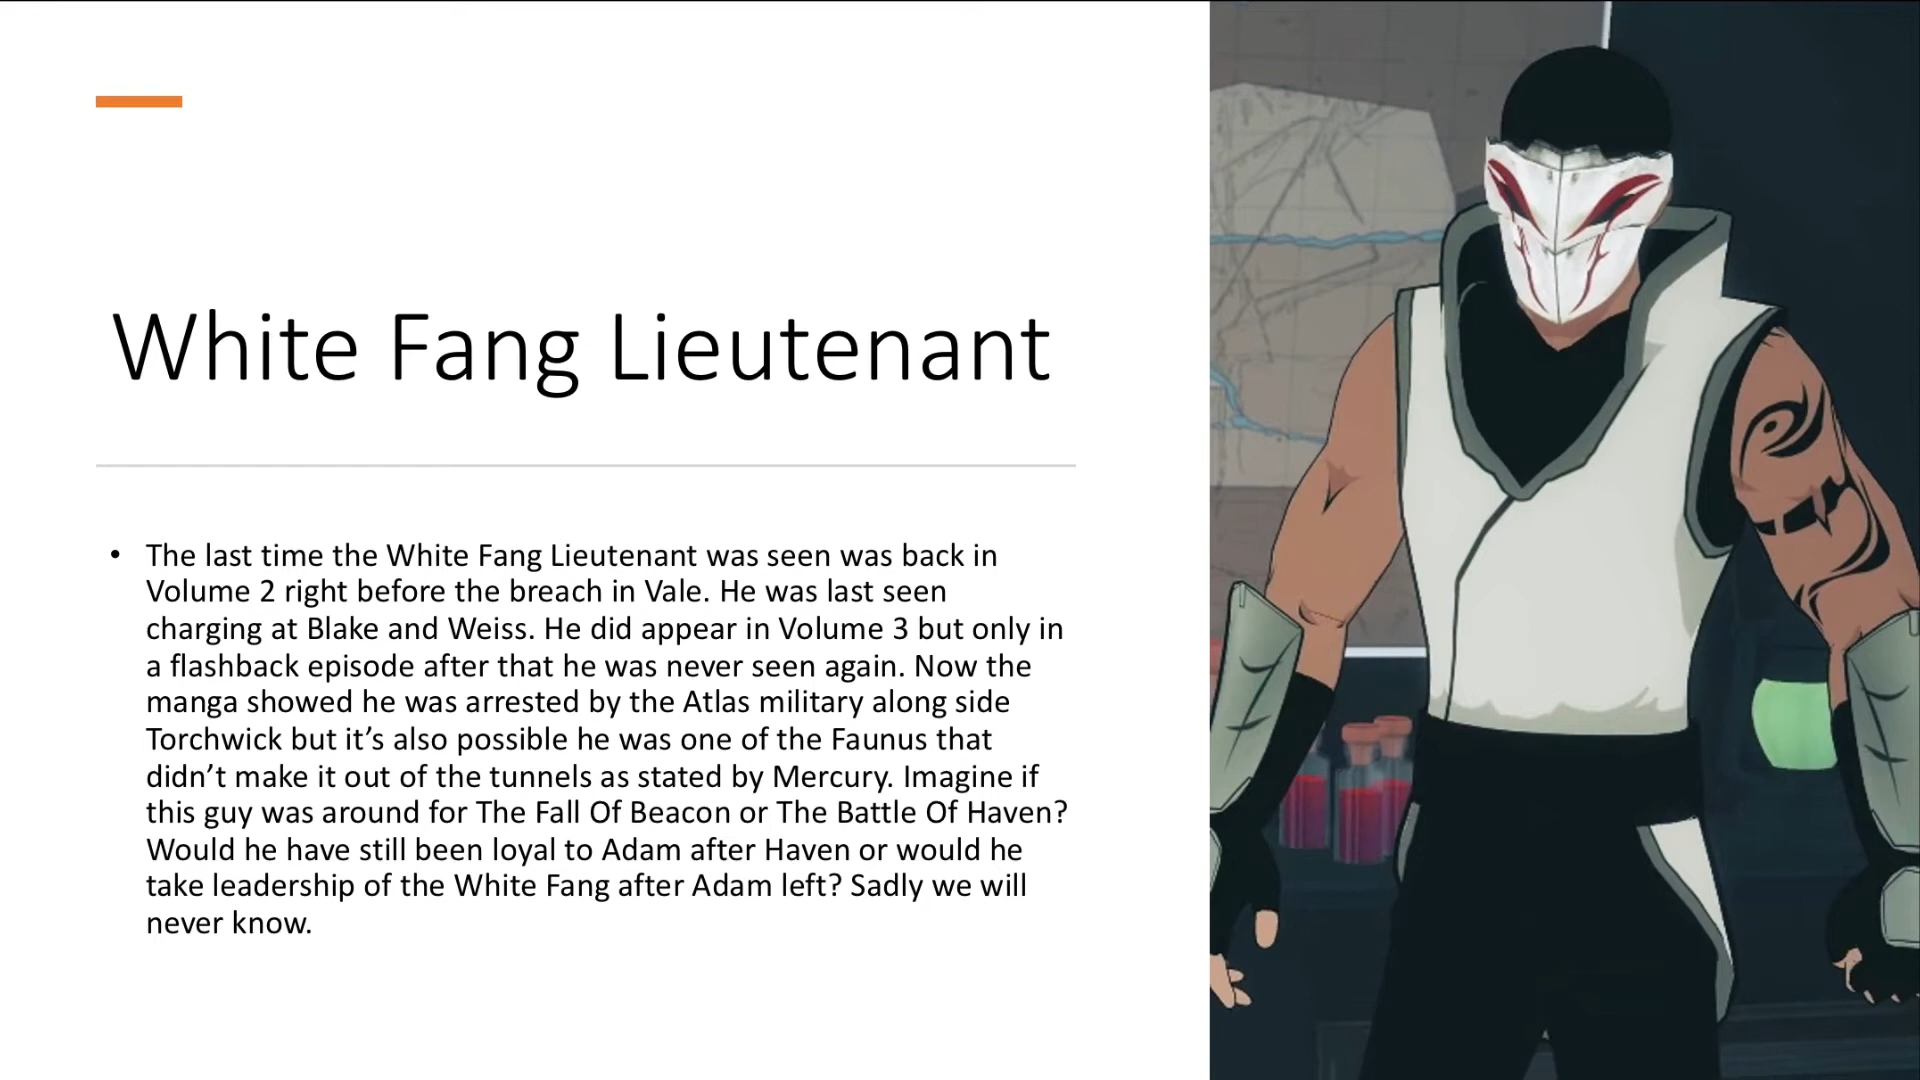 White Fang Lieutenant
• The last time the White Fang Lieutenant was seen was back in
Volume 2 right before the breach in Vale. He was last seen
charging at Blake and Weiss. He did appear in Volume 3 but only in
a flashback episode after that he was never seen again. Now the
manga showed he was arrested by the Atlas military along side
Torchwick but it’s also possible he was one of the Faunus that
didn’t make it out of the tunnels as stated by Mercury. Imagine if
this guy was around for The Fall Of Beacon or The Battle Of Haven?
Would he have still been loyal to Adam after Haven or would he
take leadership of the White Fang after Adam left? Sadly we will
never know.